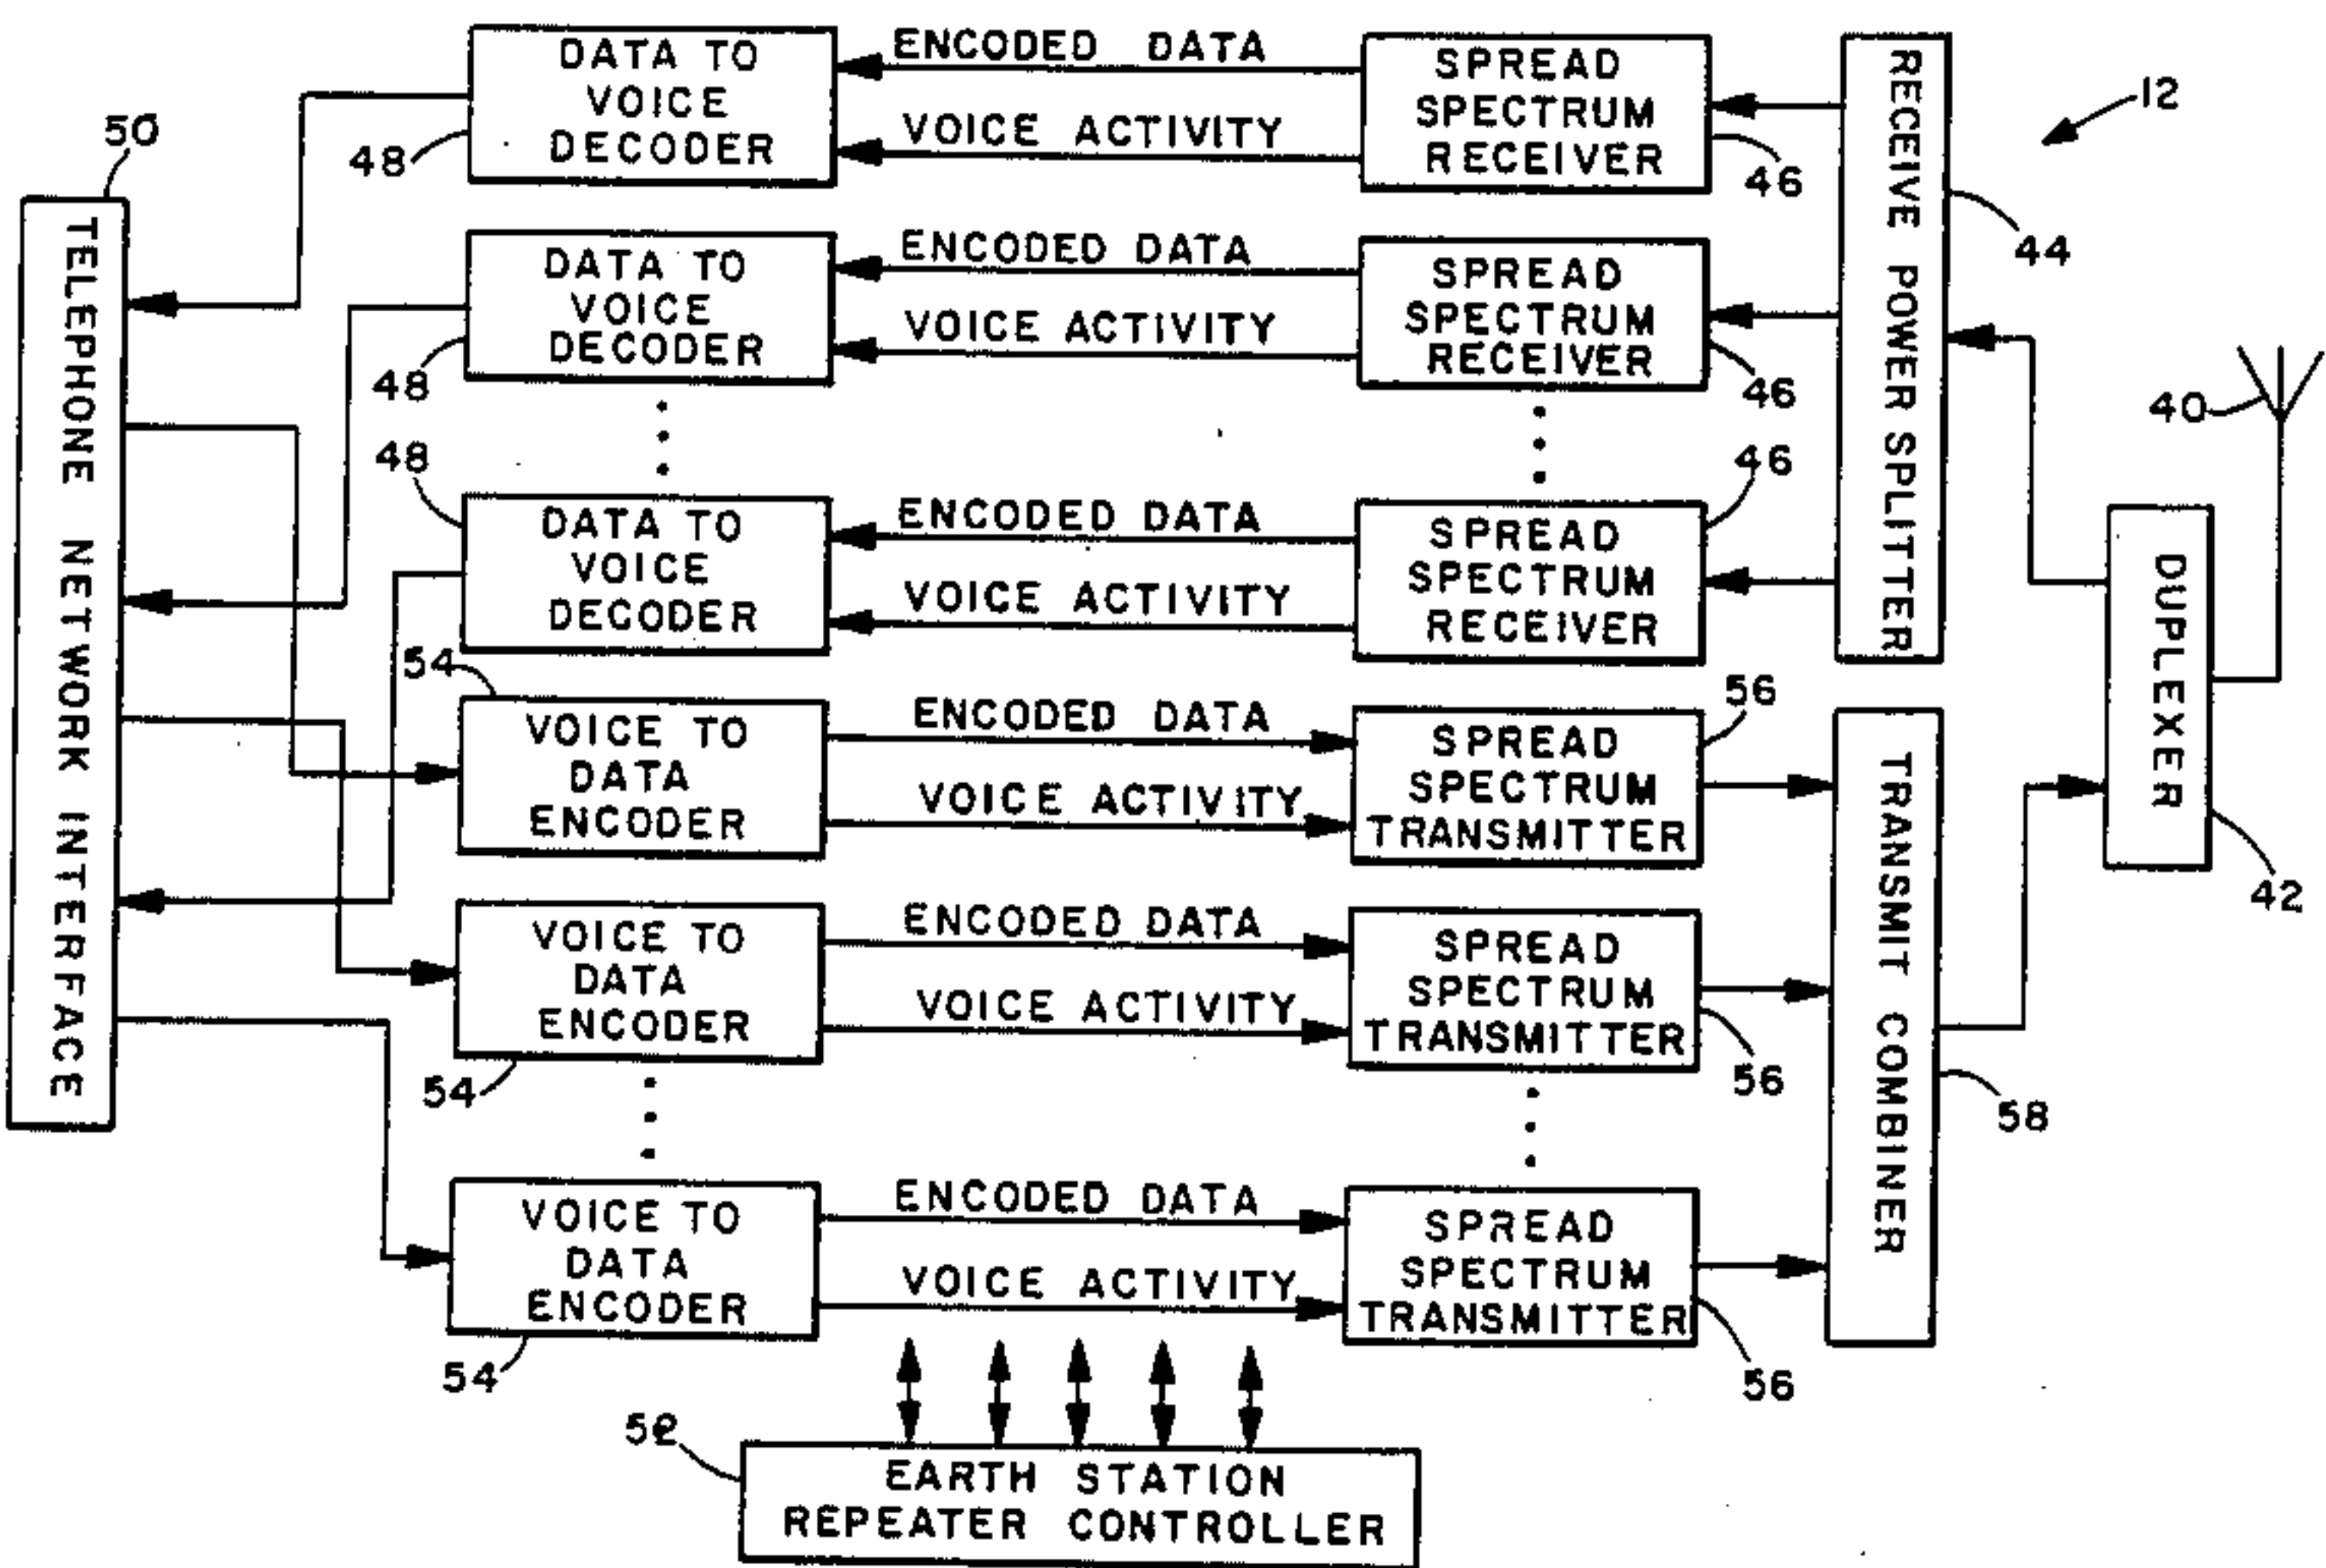 DATA TO
VOICE
DECODER
48
ENCODED DATA
VOICE ACTIVITY
SPREAD
SPECTRUM
RECEIVER
46
RECEIVE POWER SPLITTER
44
12
50
TELEPHONE NETWORK INTERFACE
DATA TO
VOICE
DECODER
48
ENCODED DATA
VOICE ACTIVITY
SPREAD
SPECTRUM
RECEIVER
46
40
48
DATA TO
VOICE
DECODER
ENCODED DATA
VOICE ACTIVITY
SPREAD
SPECTRUM
RECEIVER
46
DUPLEXER
42
54
VOICE TO
DATA
ENCODER
ENCODED DATA
VOICE ACTIVITY
SPREAD
SPECTRUM
TRANSMITTER
56
TRANSMIT COMBINER
58
VOICE TO
DATA
ENCODER
54
ENCODED DATA
VOICE ACTIVITY
SPREAD
SPECTRUM
TRANSMITTER
56
VOICE TO
DATA
ENCODER
54
ENCODED DATA
VOICE ACTIVITY
SPREAD
SPECTRUM
TRANSMITTER
56
52
EARTH STATION
REPEATER CONTROLLER